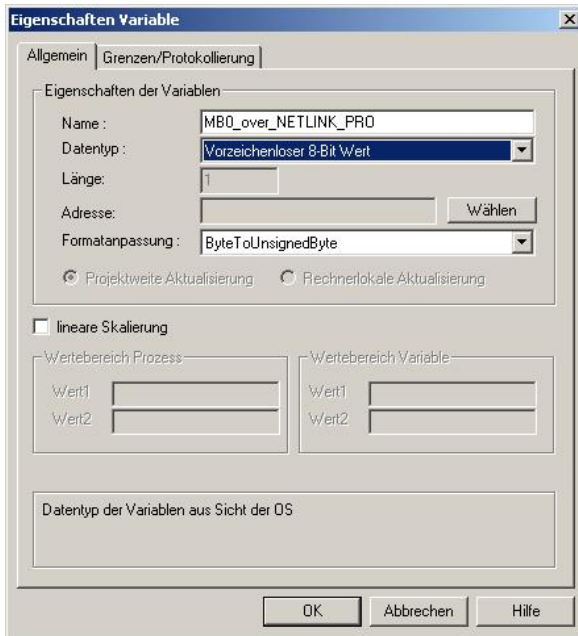 Eigenschaften Variable
Allgemein Grenzen/Protokollierung
Eigenschaften der Variablen
Name : MB0_over_NETLINK_PRO
Datentyp : Vorzeichenloser 8-Bit Wert
Länge: 1
Adresse: Wählen
Formatanpassung : ByteToUnsignedByte
Projektweite Aktualisierung Rechnerlokale Aktualisierung
lineare Skalierung
Wertebereich Prozess Wertebereich Variable
Wert1 Wert1
Wert2 Wert2
Datentyp der Variablen aus Sicht der OS
OK Abbrechen Hilfe